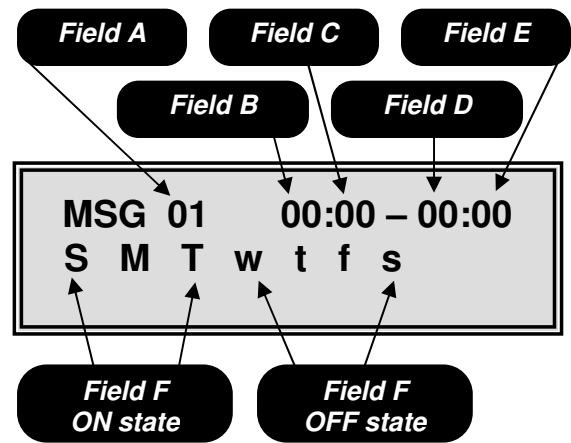 Field A
Field C
Field E
Field B
Field D
MSG 01 00:00 – 00:00
S M T w t f s
Field F
ON state
Field F
OFF state